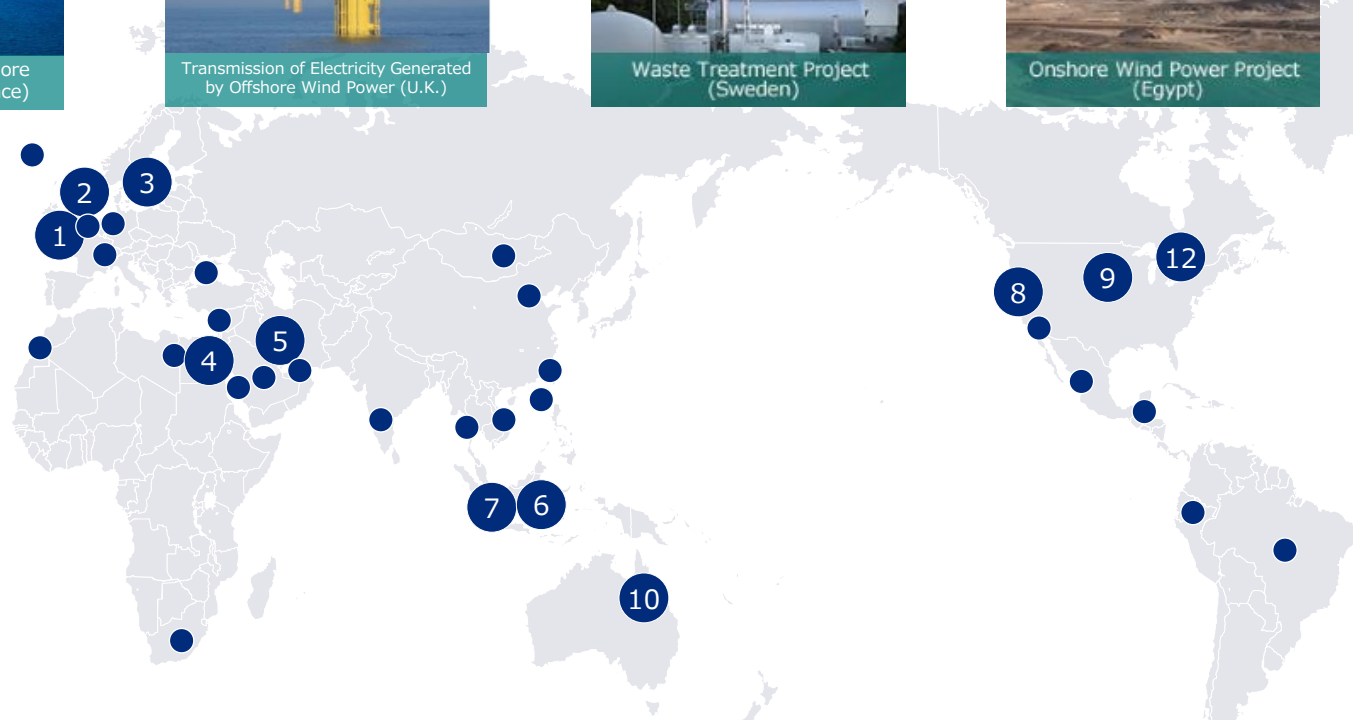 ore
ce)
Transmission of Electricity Generated
by Offshore Wind Power (U.K.)
Waste Treatment Project
(Sweden)
Onshore Wind Power Project
(Egypt)
2
3
1
12
9
8
5
4
7
6
10